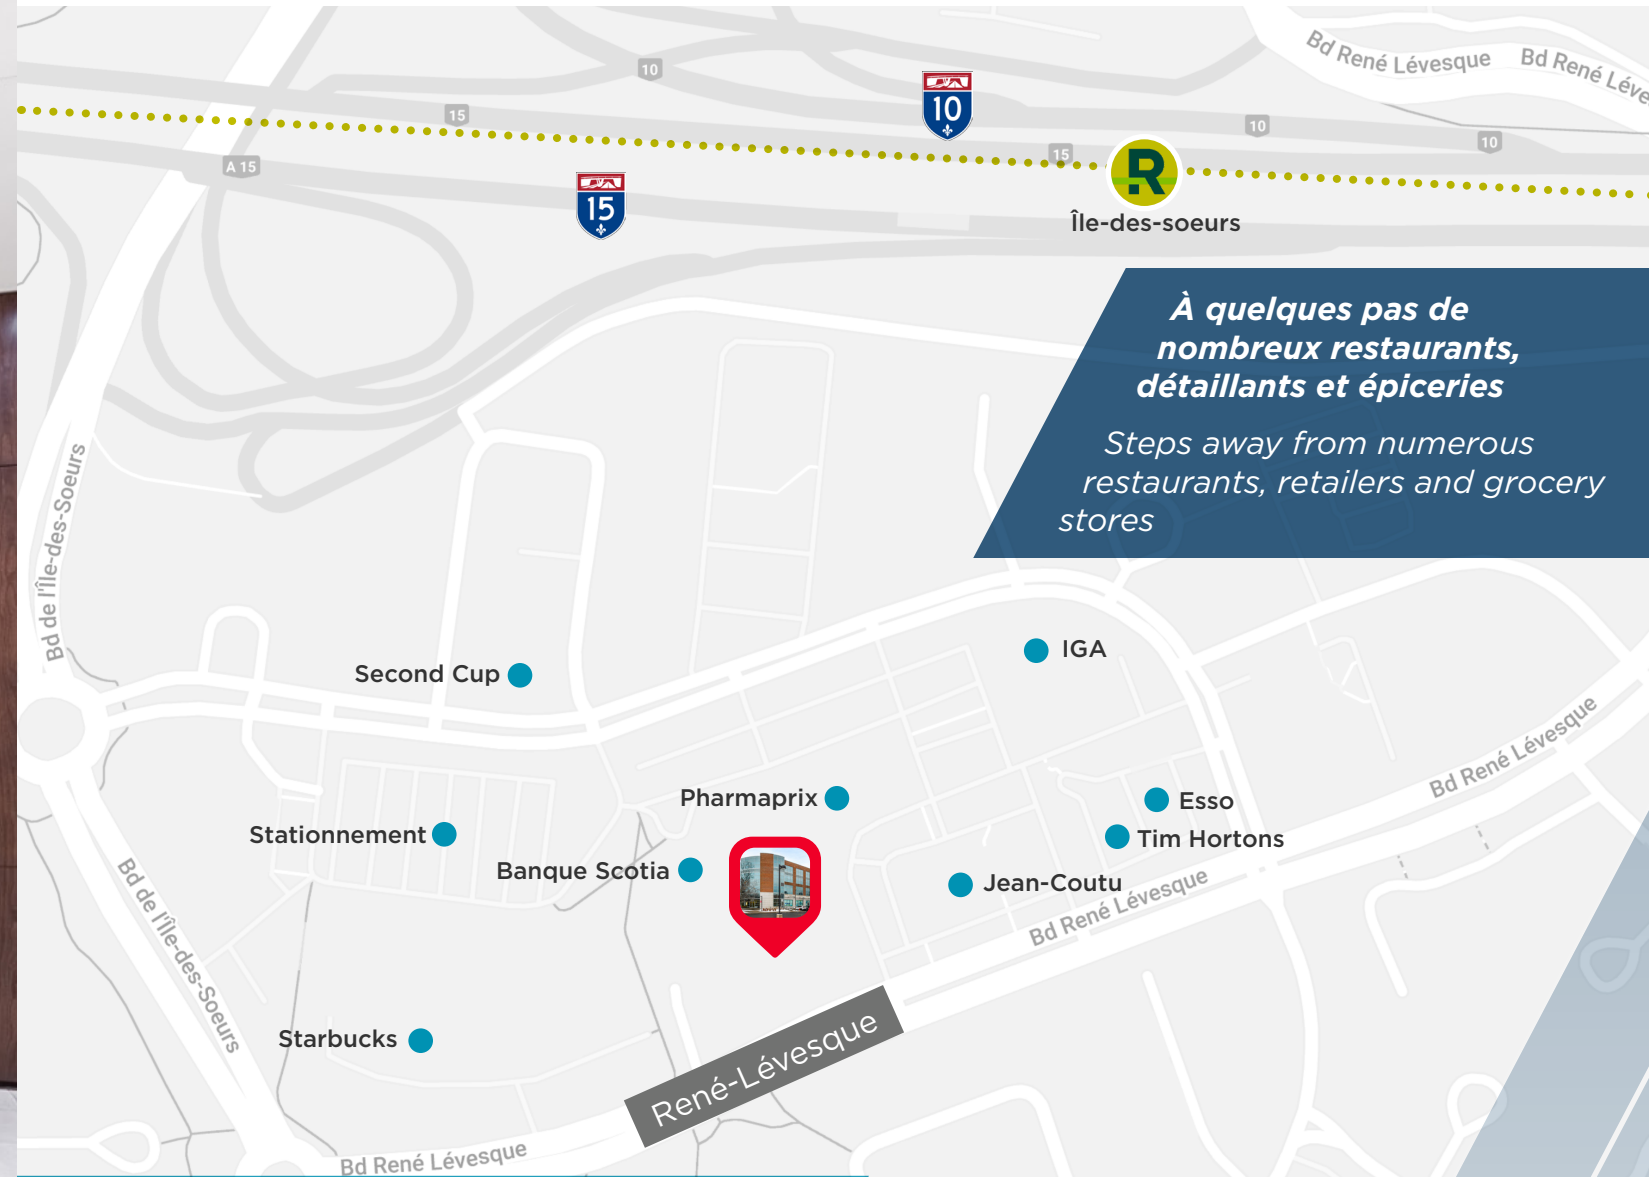 Bd René Lévesque
Bd René Léve
10
10
15
10
15
10
A 15
15
R
Île-des-soeurs
À quelques pas de
nombreux restaurants,
détaillants et épiceries
Steps away from numerous
restaurants, retailers and grocery
stores
Bd de l'Île-des-Soeurs
IGA
Second Cup
Bd René Lévesque
Pharmaprix
Esso
Stationnement
Tim Hortons
Banque Scotia
Jean-Coutu
Bd René Lévesque
Bd de l'Île-des-Soeurs
Starbucks
René-Lévesque
Bd René Lévesque